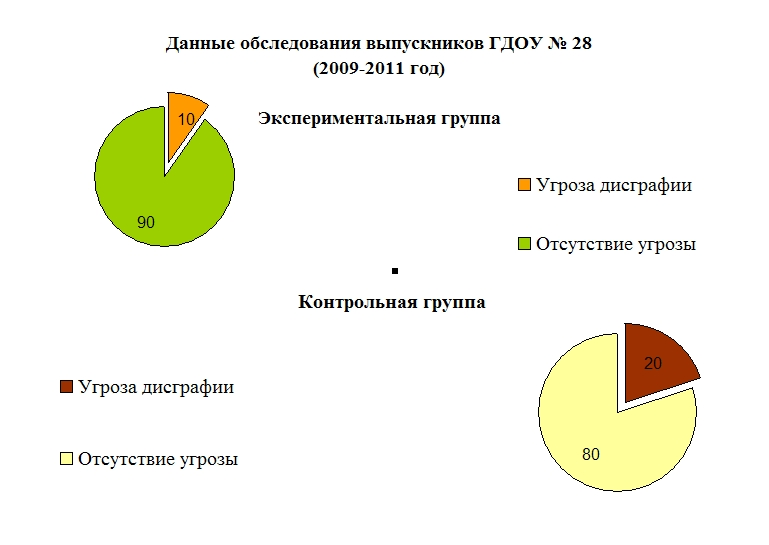 Данные обследования выпускников ГДОУ № 28
(2009-2011 год)
Экспериментальная группа
10
90
Угроза дисграфии
Отсутствие угрозы
Контрольная группа
20
80
Угроза дисграфии
Отсутствие угрозы